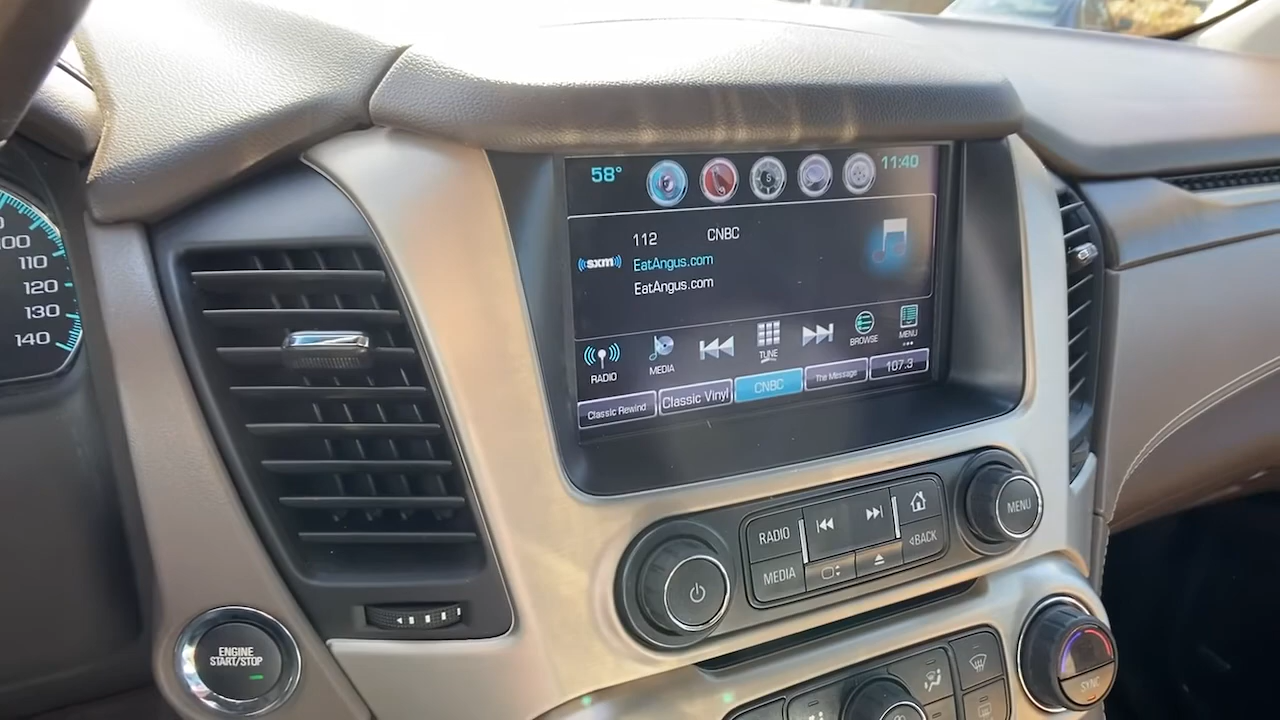 100
110
120
130
140
58°
5
11:40
112 CNBC
((sxm))
EatAngus.com
EatAngus.com
RADIO
MEDIA
TUNE
BROWSE
MENU
Classic Rewind
Classic Vinyl
CNBC
The Message
107.3
RADIO
MEDIA
BACK
MENU
ENGINE
START/STOP
SYNC